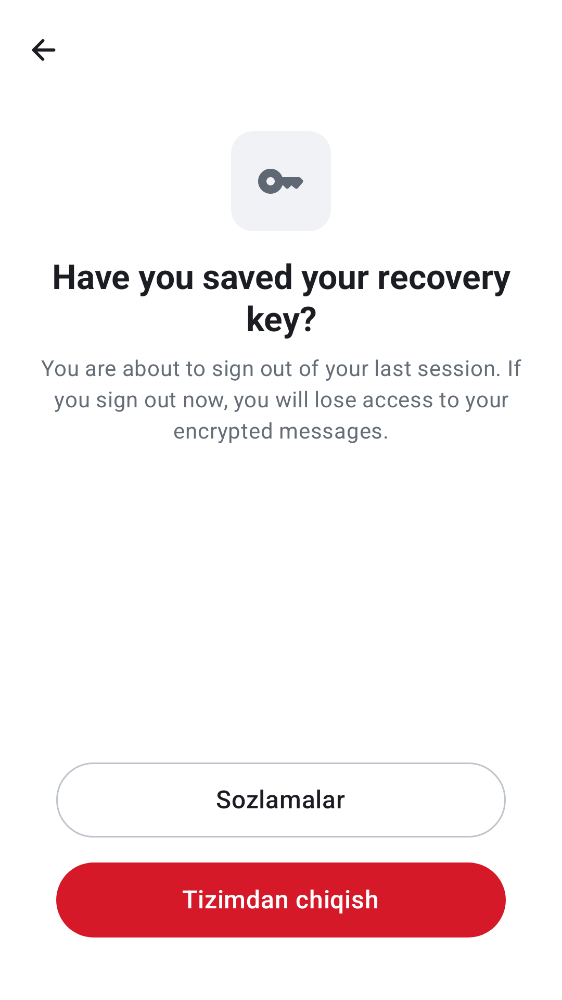 Have you saved your recovery
key?
You are about to sign out of your last session. If
you sign out now, you will lose access to your
encrypted messages.
Sozlamalar
Tizimdan chiqish